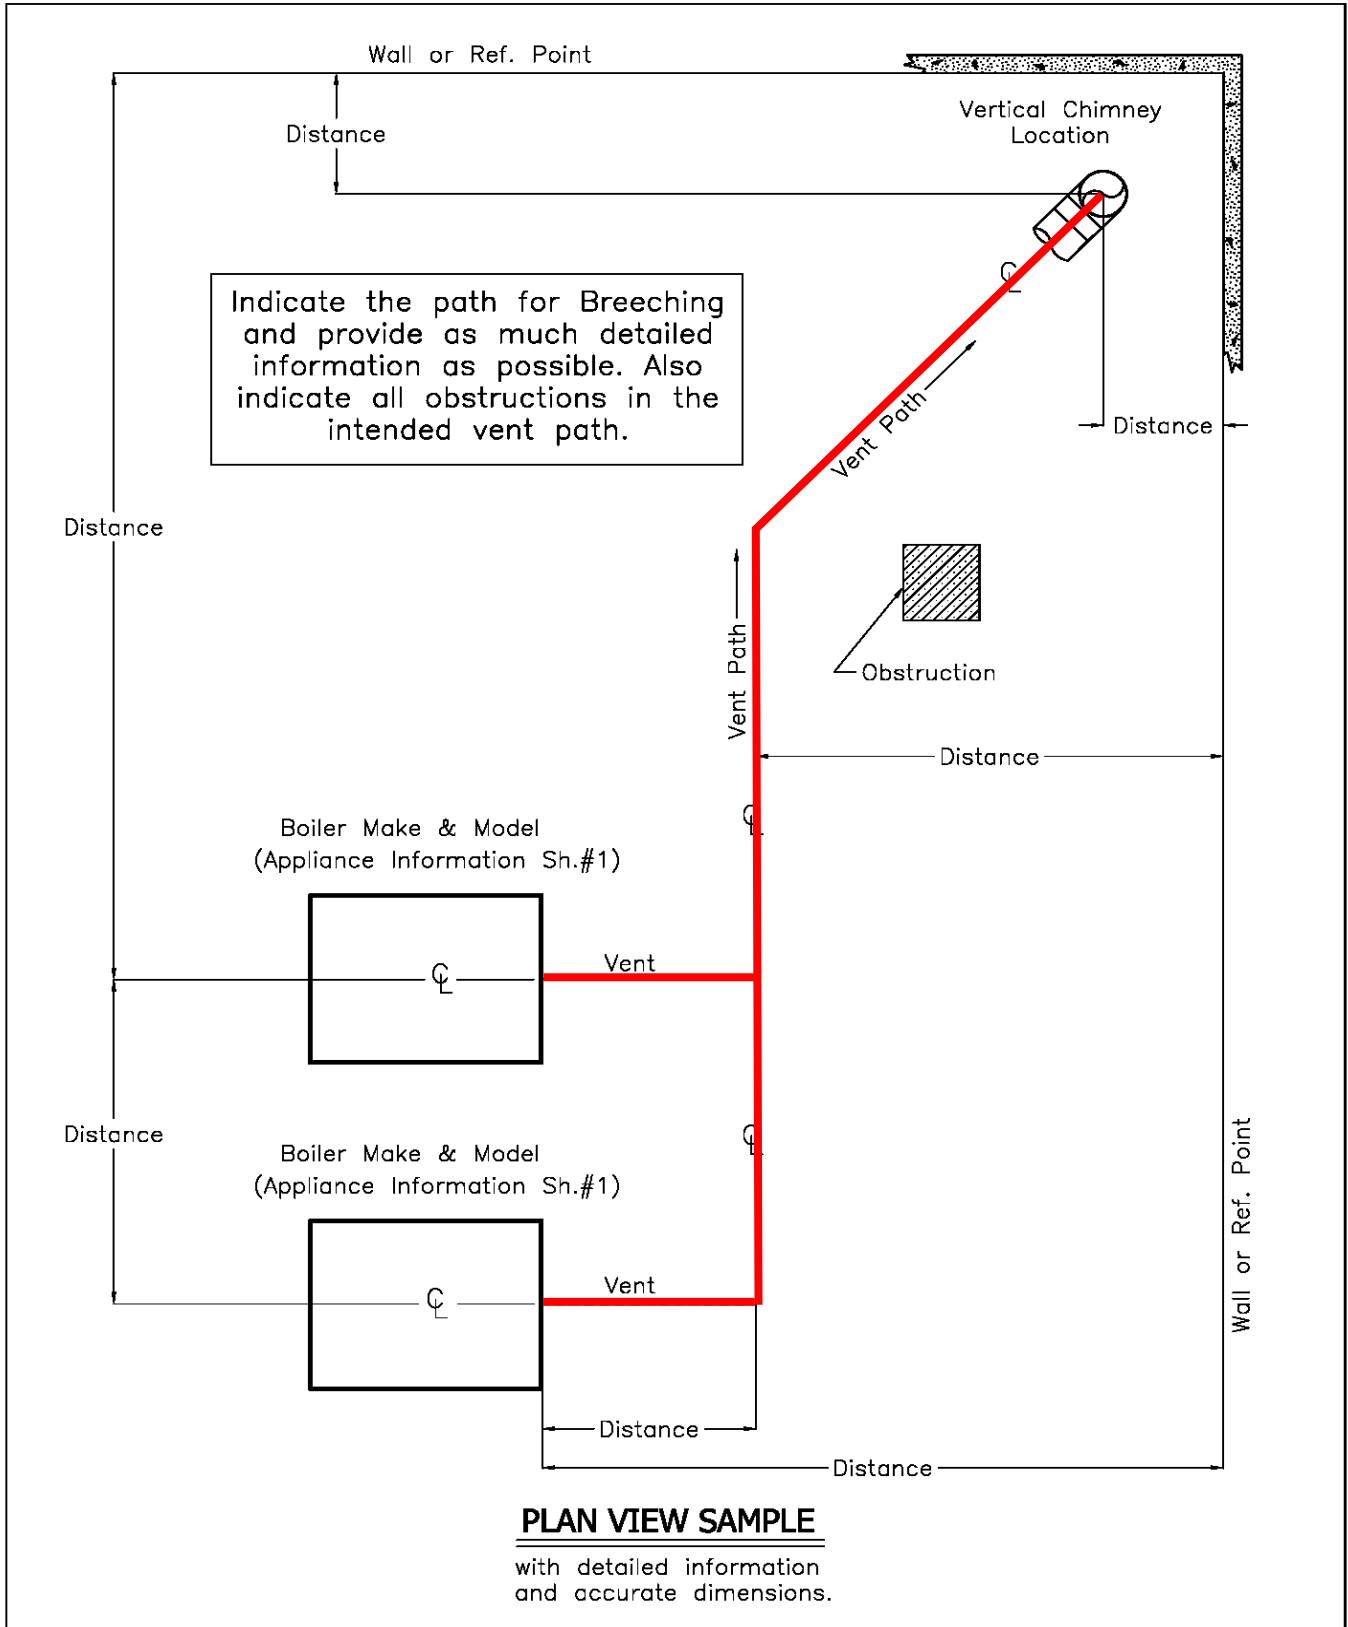 Wall or Ref. Point
Distance
Vertical Chimney
Location
℄
Indicate the path for Breeching
and provide as much detailed
information as possible. Also
indicate all obstructions in the
intended vent path.
Vent Path
Distance
Distance
Vent Path
Obstruction
Distance
℄
Boiler Make & Model
(Appliance Information Sh.#1)
Vent
℄
Distance
℄
Boiler Make & Model
(Appliance Information Sh.#1)
Wall or Ref. Point
Vent
℄
Distance
Distance
PLAN VIEW SAMPLE
with detailed information
and accurate dimensions.